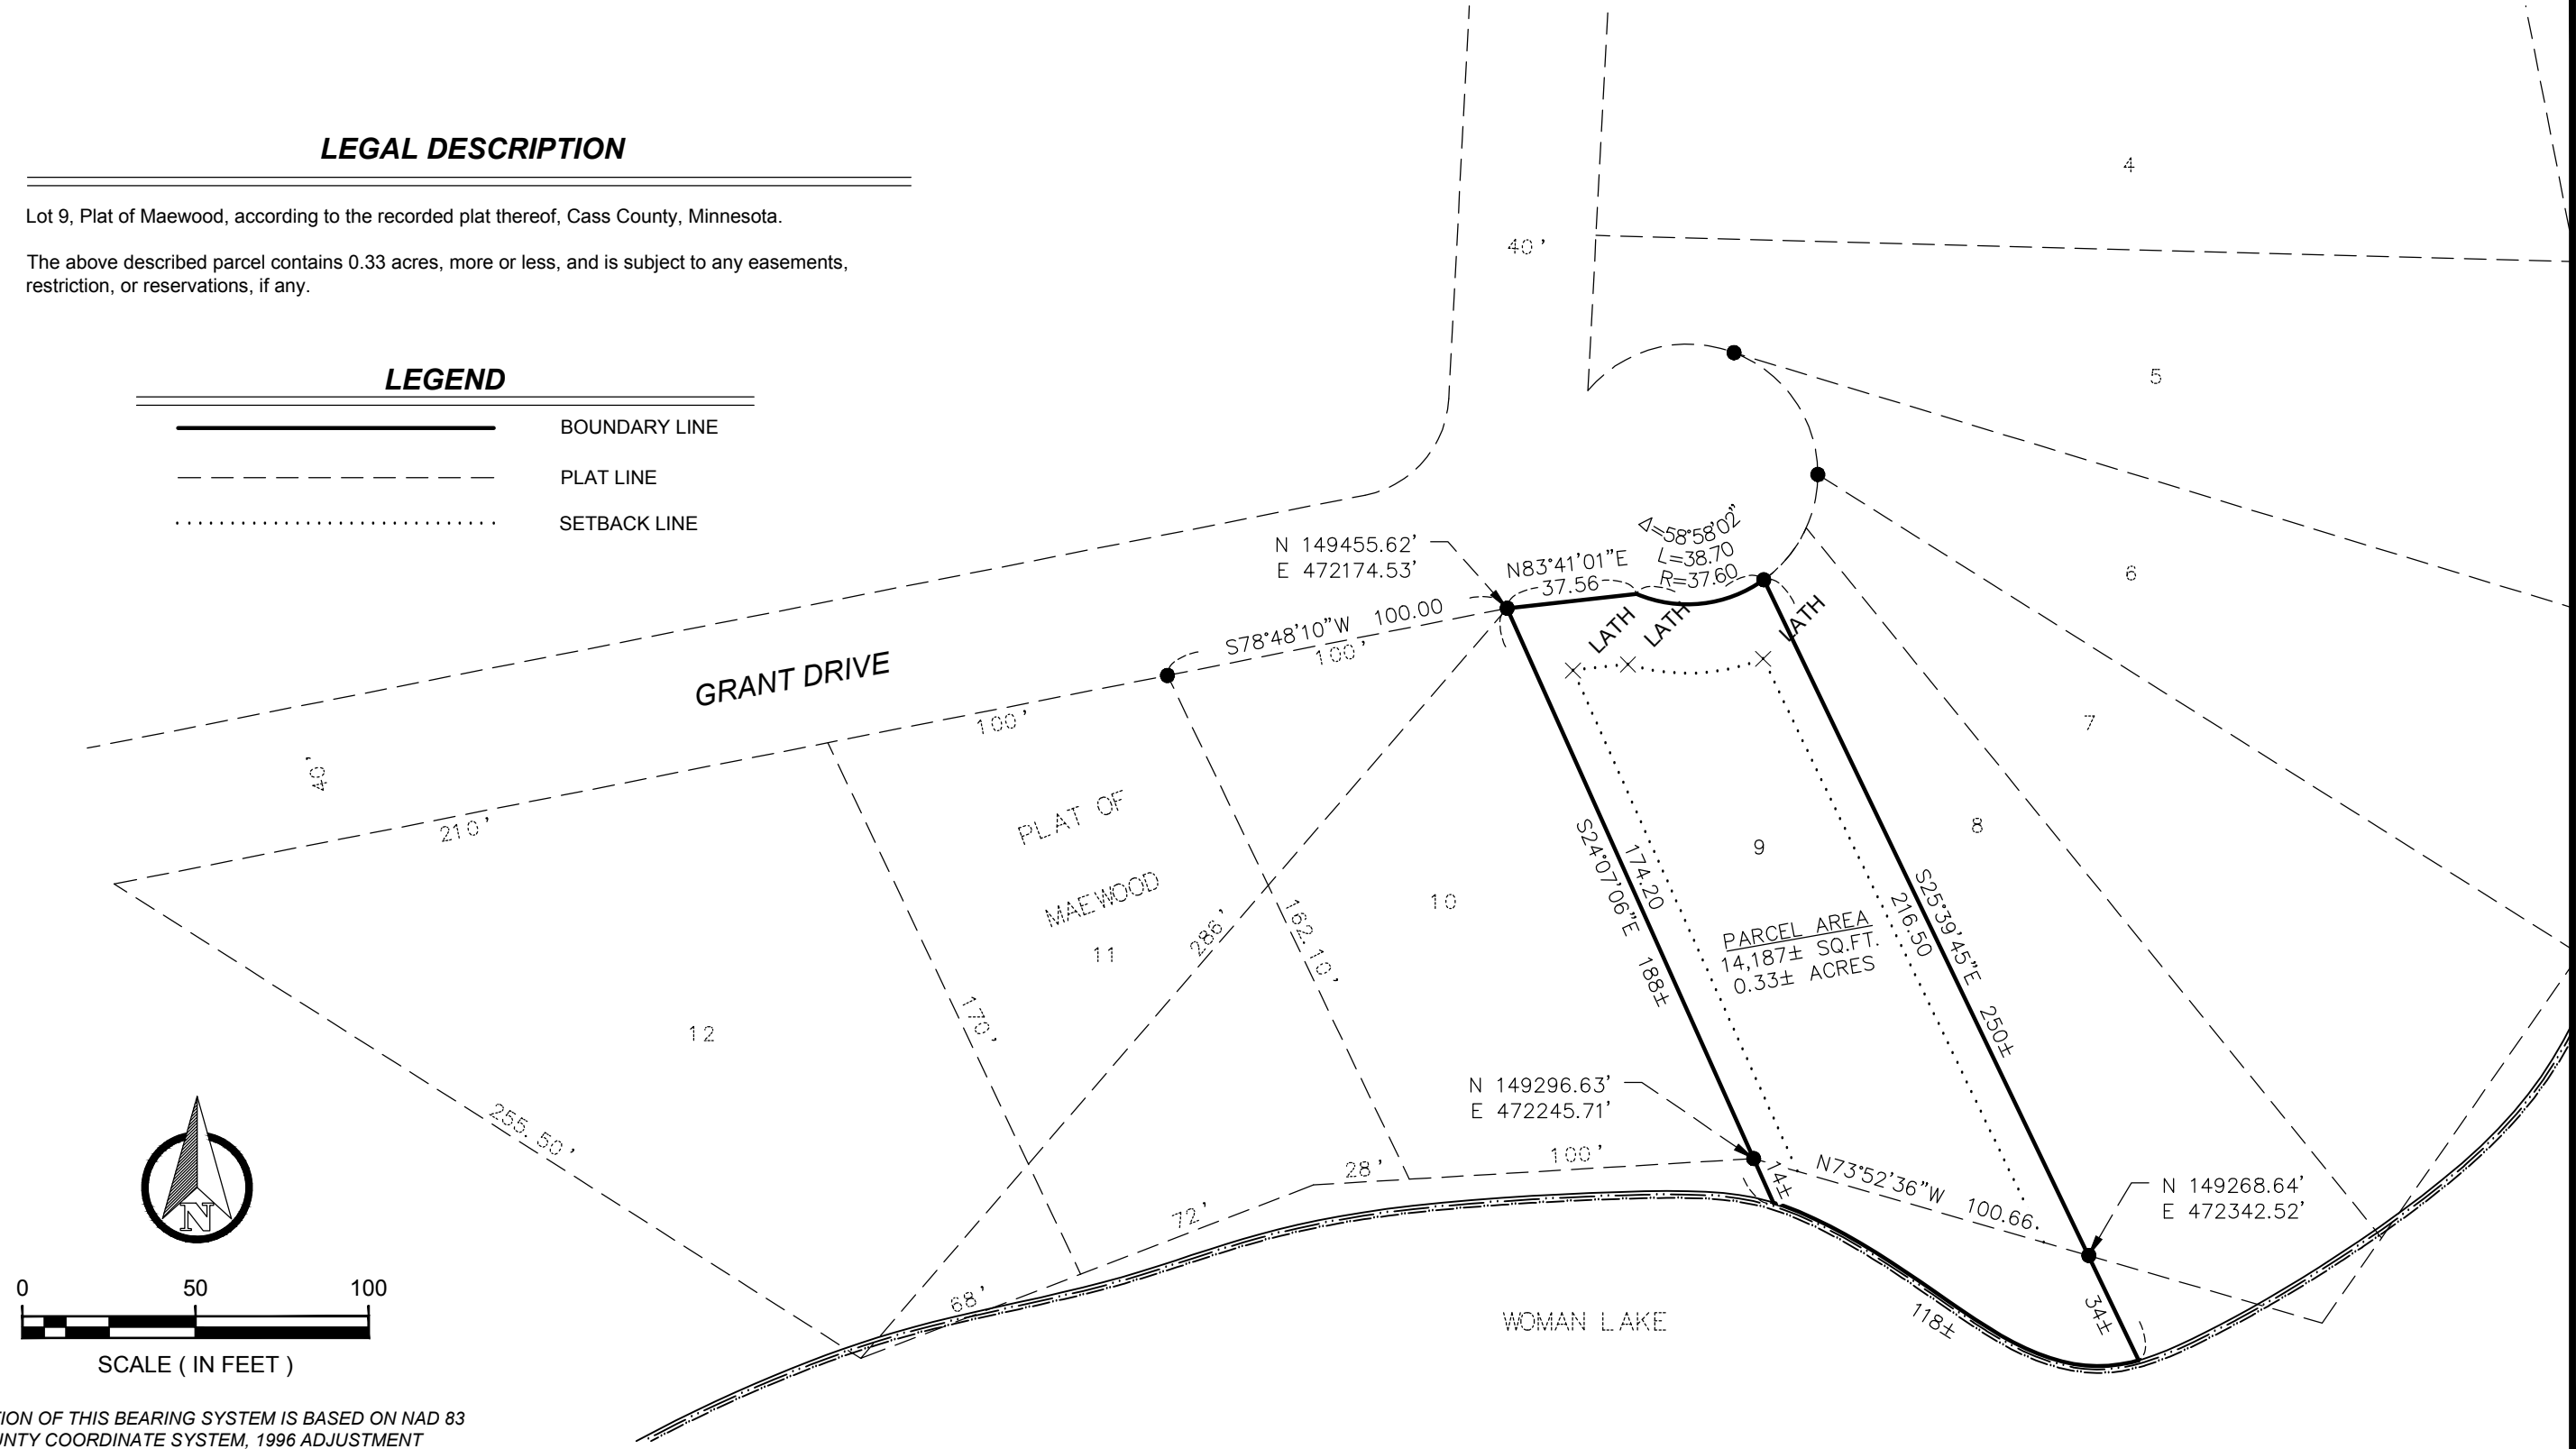 LEGAL DESCRIPTION
Lot 9, Plat of Maewood, according to the recorded plat thereof, Cass County, Minnesota.
The above described parcel contains 0.33 acres, more or less, and is subject to any easements,
restriction, or reservations, if any.
LEGEND
BOUNDARY LINE
PLAT LINE
SETBACK LINE
40'
4
5
6
7
8
9
10
11
12
N 149455.62'
E 472174.53'
N83°41'01"E
37.56
Δ=58°58'02"
L=38.70
R=37.60
LATH
LATH
LATH
S78°48'10"W 100.00
100'
GRANT DRIVE
100'
40'
210'
PLAT OF
MAEWOOD
286'
162.10'
170'
255.50'
S24°07'06"E 188±
174.20
S25°39'45"E 250±
216.50
PARCEL AREA
14,187± SQ.FT.
0.33± ACRES
N 149296.63'
E 472245.71'
100'
28'
72'
68'
14±
N73°52'36"W 100.66
N 149268.64'
E 472342.52'
34±
118±
WOMAN LAKE
N
0 50 100
SCALE ( IN FEET )
TION OF THIS BEARING SYSTEM IS BASED ON NAD 83
UNTY COORDINATE SYSTEM, 1996 ADJUSTMENT